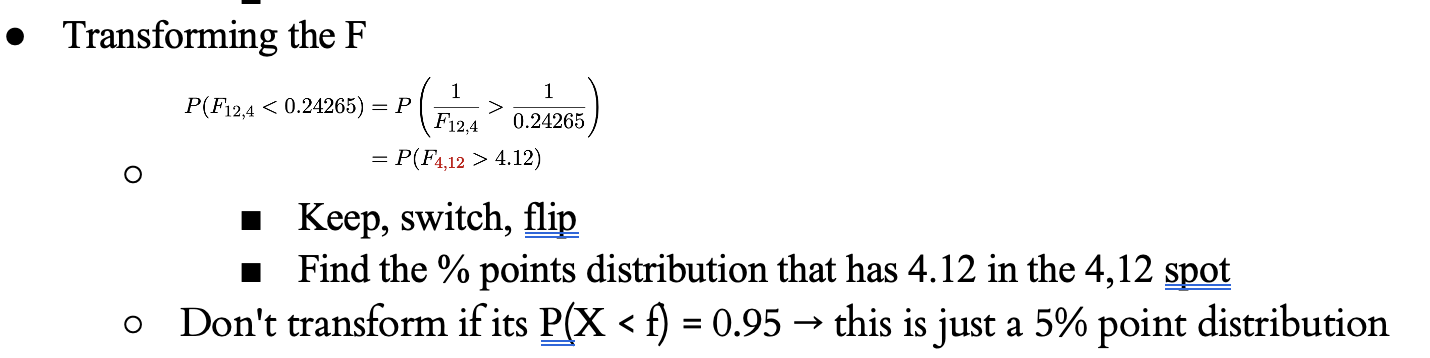 ● Transforming the F
P(F₁₂,₄ < 0.24265) = P(1/F₁₂,₄ > 1/0.24265)
= P(F₄,₁₂ > 4.12)
○
■ Keep, switch, flip
■ Find the % points distribution that has 4.12 in the 4,12 spot
○ Don't transform if its P(X < f) = 0.95 → this is just a 5% point distribution